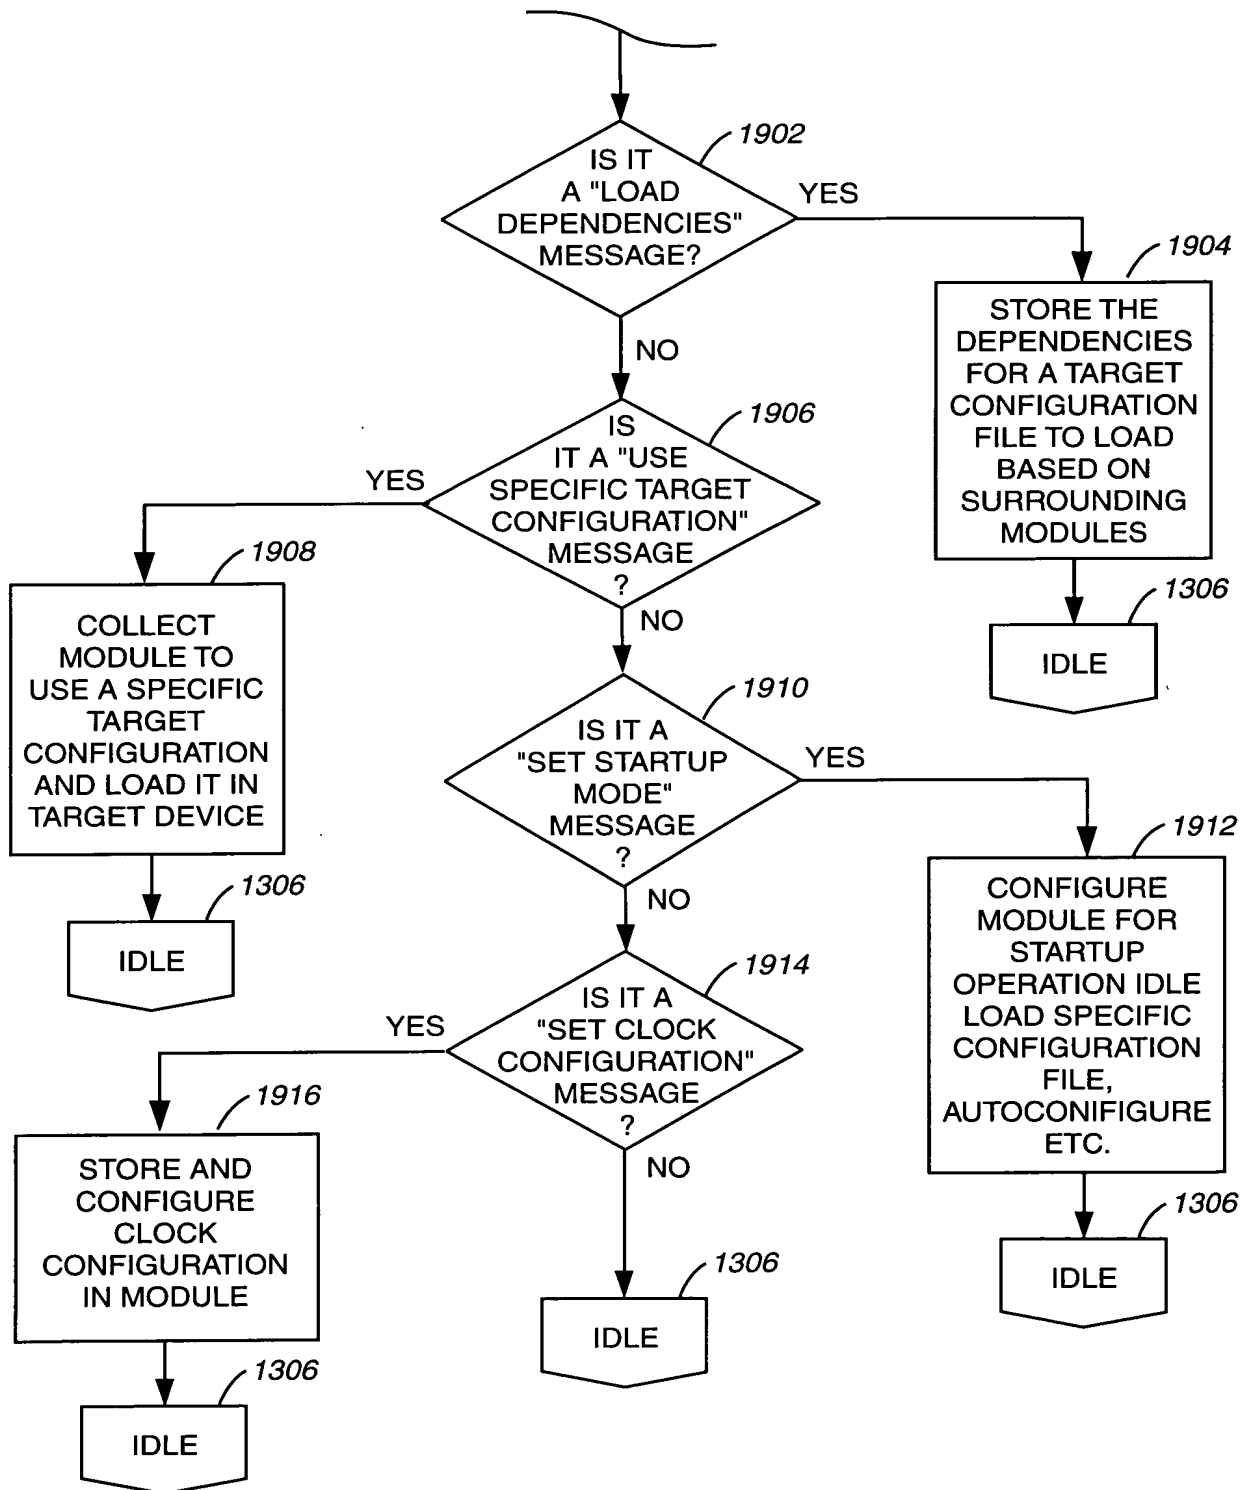 1902
IS IT
A "LOAD
DEPENDENCIES"
MESSAGE?
YES
1904
STORE THE
DEPENDENCIES
FOR A TARGET
CONFIGURATION
FILE TO LOAD
BASED ON
SURROUNDING
MODULES
NO
1906
IS
IT A "USE
SPECIFIC TARGET
CONFIGURATION"
MESSAGE
?
YES
1908
COLLECT
MODULE TO
USE A SPECIFIC
TARGET
CONFIGURATION
AND LOAD IT IN
TARGET DEVICE
1306
IDLE
1306
IDLE
NO
1910
IS IT A
"SET STARTUP
MODE"
MESSAGE
?
YES
1912
CONFIGURE
MODULE FOR
STARTUP
OPERATION IDLE
LOAD SPECIFIC
CONFIGURATION
FILE,
AUTOCONIFIGURE
ETC.
1306
IDLE
NO
1914
IS IT A
"SET CLOCK
CONFIGURATION"
MESSAGE
?
YES
1916
STORE AND
CONFIGURE
CLOCK
CONFIGURATION
IN MODULE
1306
IDLE
NO
1306
IDLE